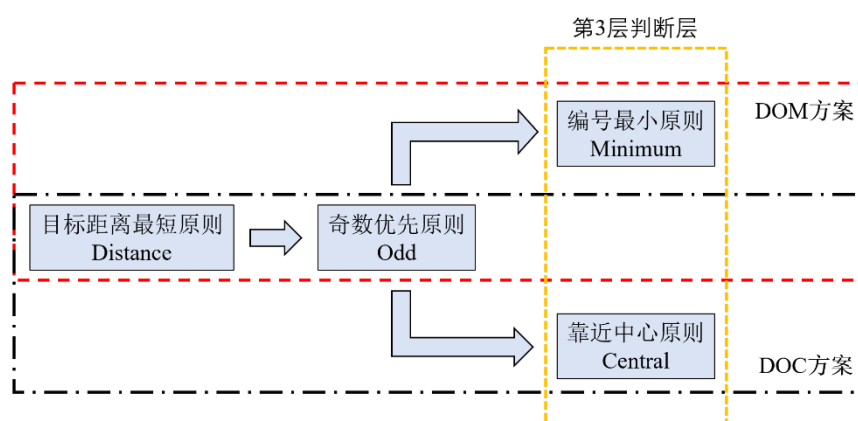 第3层判断层
编号最小原则
Minimum
DOM方案
目标距离最短原则
Distance
奇数优先原则
Odd
靠近中心原则
Central
DOC方案